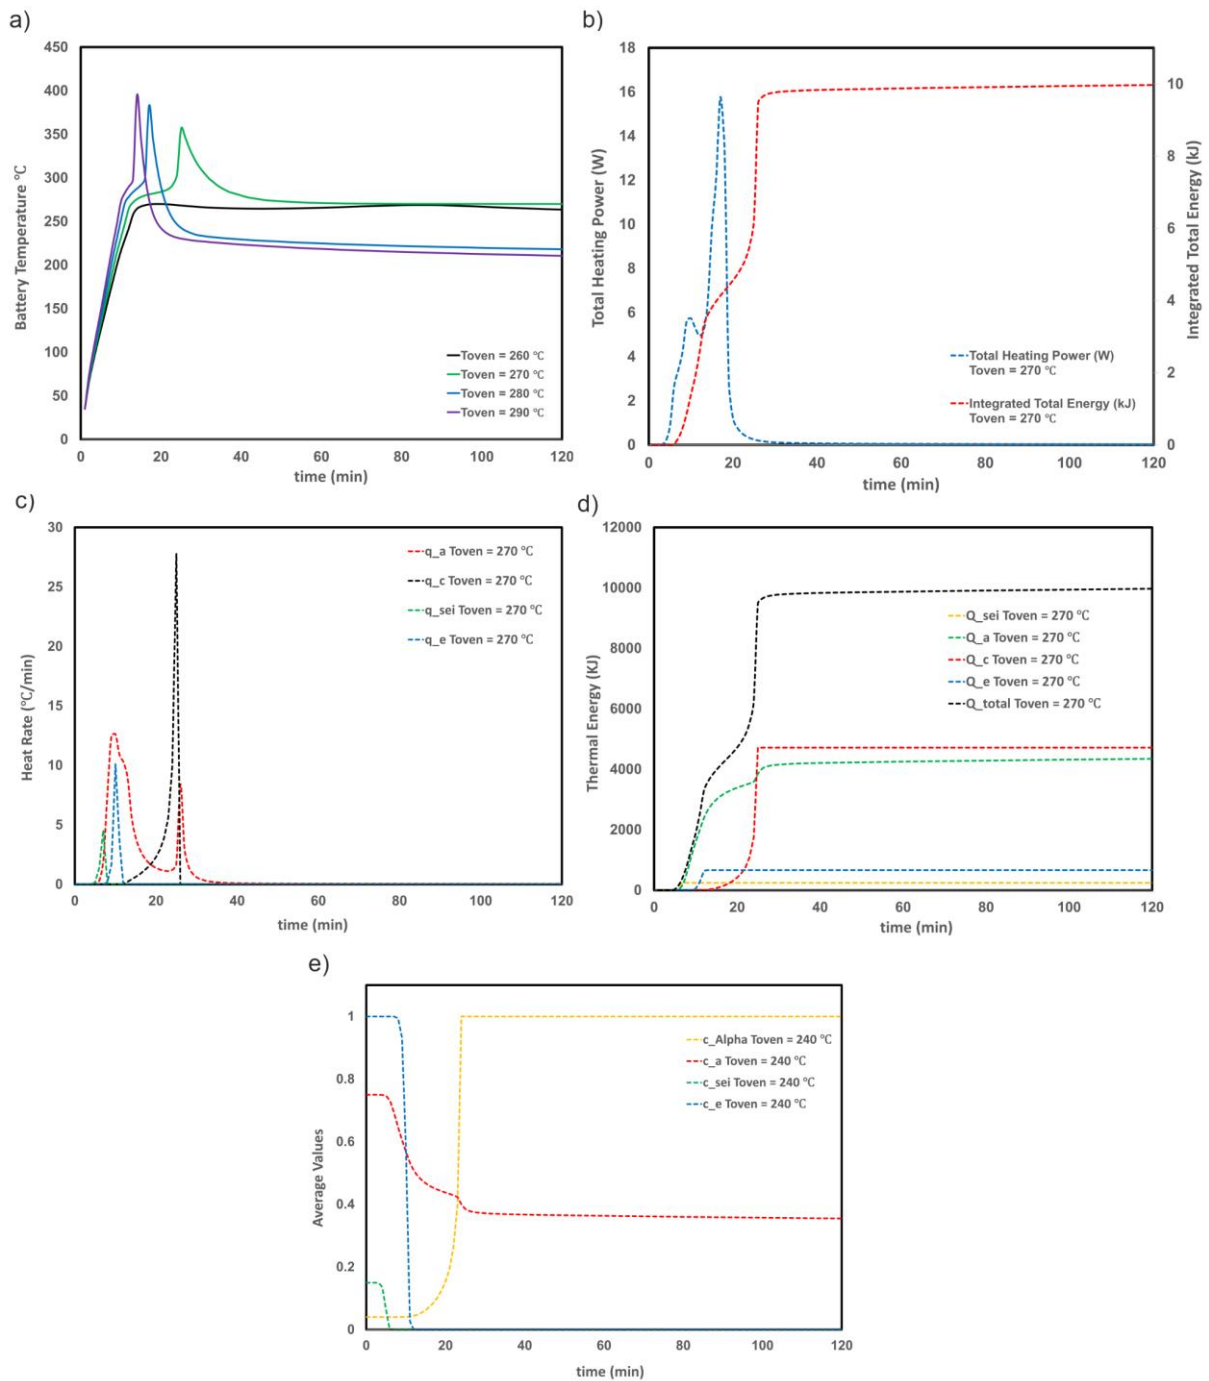 a)
450
400
350
300
250
200
150
100
50
0
Battery Temperature °C
0 20 40 60 80 100 120
time (min)
Toven = 260 °C
Toven = 270 °C
Toven = 280 °C
Toven = 290 °C
b)
18
16
14
12
10
8
6
4
2
0
Total Heating Power (W)
10
8
6
4
2
0
Integrated Total Energy (kJ)
0 20 40 60 80 100 120
time (min)
Total Heating Power (W)
Toven = 270 °C
Integrated Total Energy (kJ)
Toven = 270 °C
c)
30
25
20
15
10
5
0
Heat Rate (°C/min)
0 20 40 60 80 100 120
time (min)
q_a Toven = 270 °C
q_c Toven = 270 °C
q_sei Toven = 270 °C
q_e Toven = 270 °C
d)
12000
10000
8000
6000
4000
2000
0
Thermal Energy (KJ)
0 20 40 60 80 100 120
time (min)
Q_sei Toven = 270 °C
Q_a Toven = 270 °C
Q_c Toven = 270 °C
Q_e Toven = 270 °C
Q_total Toven = 270 °C
e)
1
0.8
0.6
0.4
0.2
0
Average Values
0 20 40 60 80 100 120
time (min)
c_Alpha Toven = 240 °C
c_a Toven = 240 °C
c_sei Toven = 240 °C
c_e Toven = 240 °C